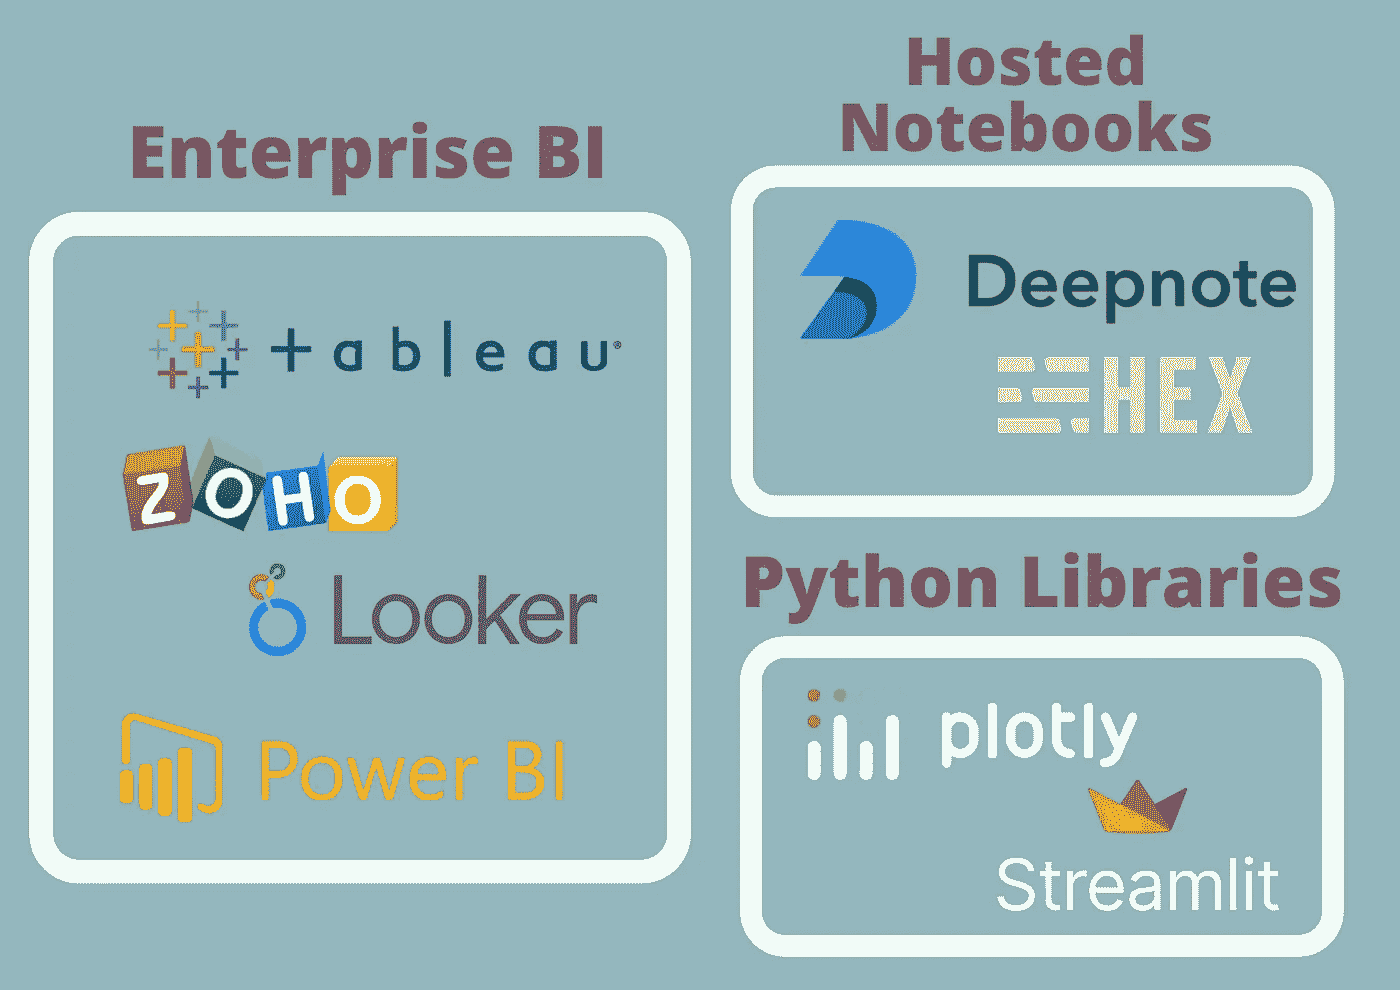 Enterprise BI
tableau®
ZOHO
Looker
Power BI
Hosted
Notebooks
Deepnote
HEX
Python Libraries
plotly
Streamlit